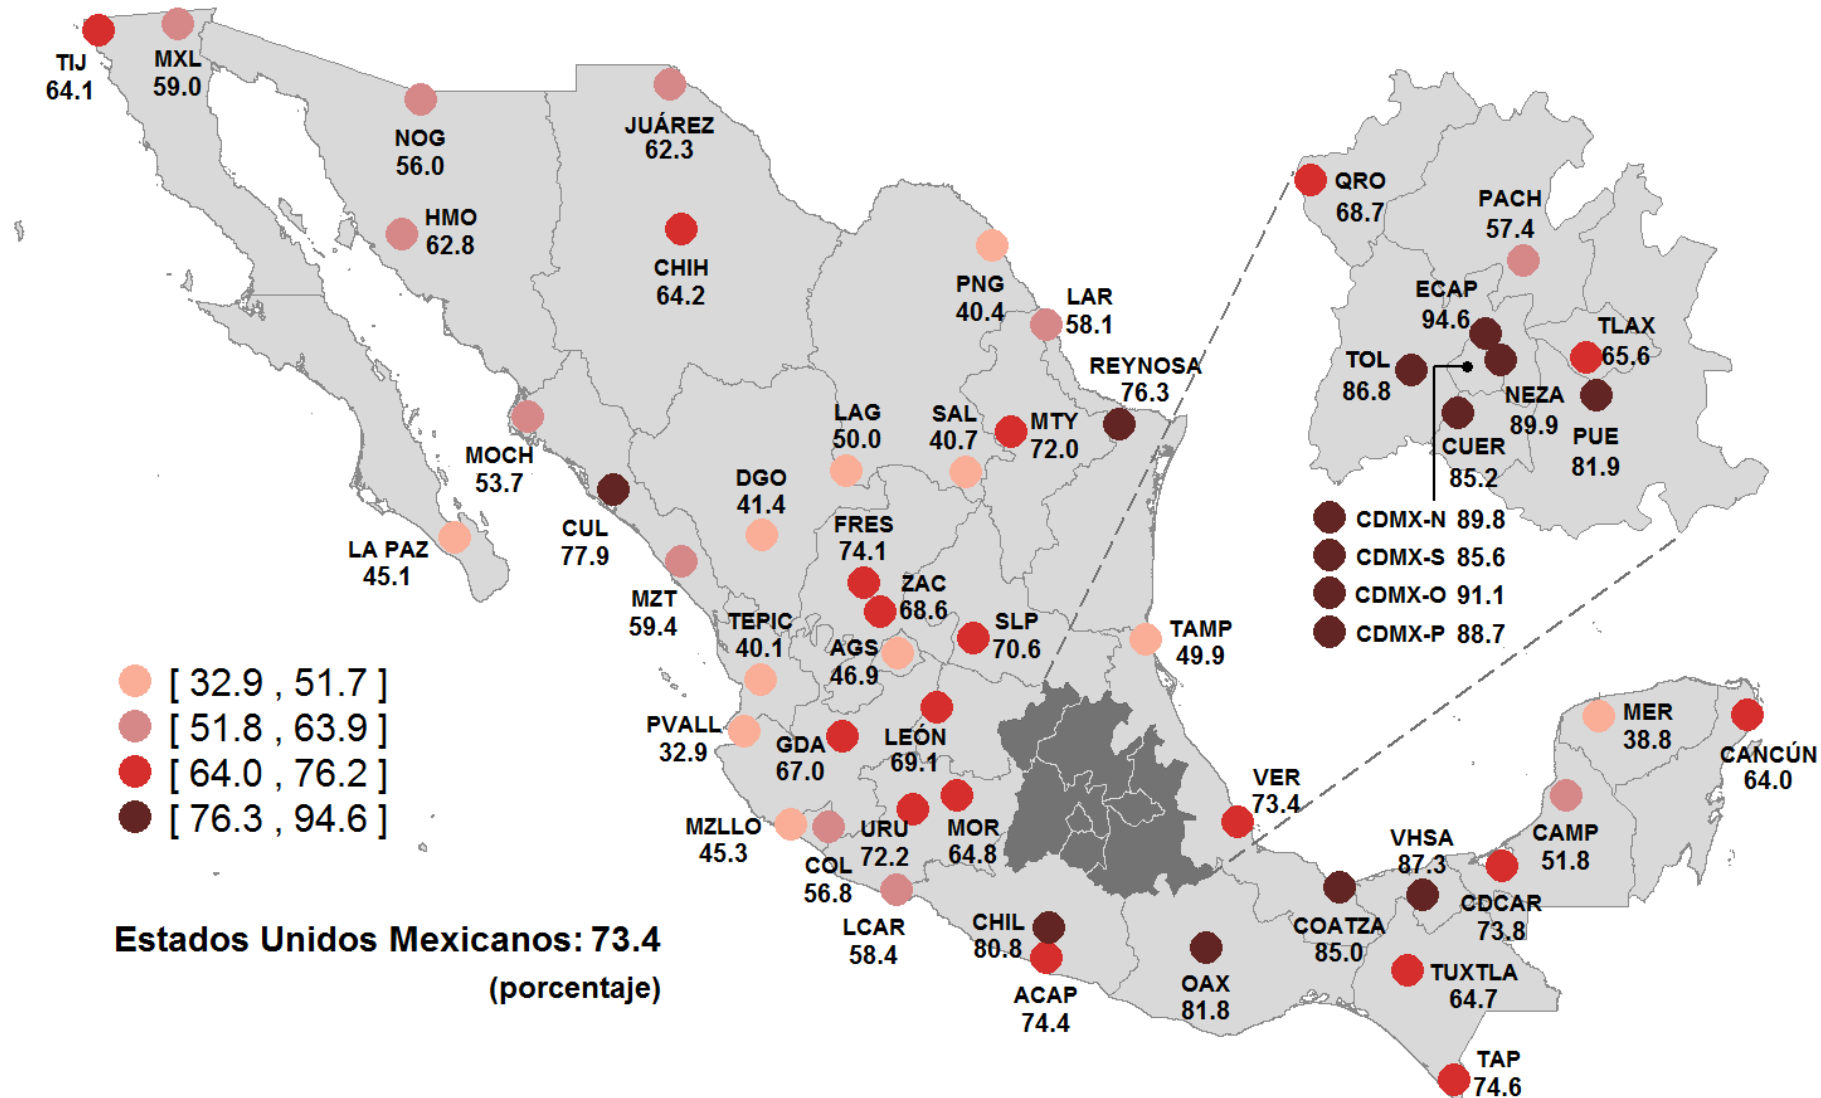 TIJ
64.1
MXL
59.0
NOG
56.0
HMO
62.8
JUÁREZ
62.3
CHIH
64.2
PNG
40.4
LAR
58.1
REYNOSA
76.3
MOCH
53.7
LAG
50.0
SAL
40.7
MTY
72.0
DGO
41.4
CUL
77.9
LA PAZ
45.1
FRES
74.1
ZAC
68.6
MZT
59.4
TEPIC
40.1
AGS
46.9
SLP
70.6
TAMP
49.9
PVALL
32.9
GDA
67.0
LEÓN
69.1
MZLLO
45.3
COL
56.8
URU
72.2
MOR
64.8
LCAR
58.4
CHIL
80.8
ACAP
74.4
OAX
81.8
VER
73.4
COATZA
85.0
VHSA
87.3
CDCAR
73.8
CAMP
51.8
MER
38.8
CANCÚN
64.0
TUXTLA
64.7
TAP
74.6
QRO
68.7
PACH
57.4
ECAP
94.6
TLAX
65.6
TOL
86.8
NEZA
89.9
CUER
85.2
PUE
81.9
CDMX-N 89.8
CDMX-S 85.6
CDMX-O 91.1
CDMX-P 88.7
[ 32.9 , 51.7 ]
[ 51.8 , 63.9 ]
[ 64.0 , 76.2 ]
[ 76.3 , 94.6 ]
Estados Unidos Mexicanos: 73.4
(porcentaje)